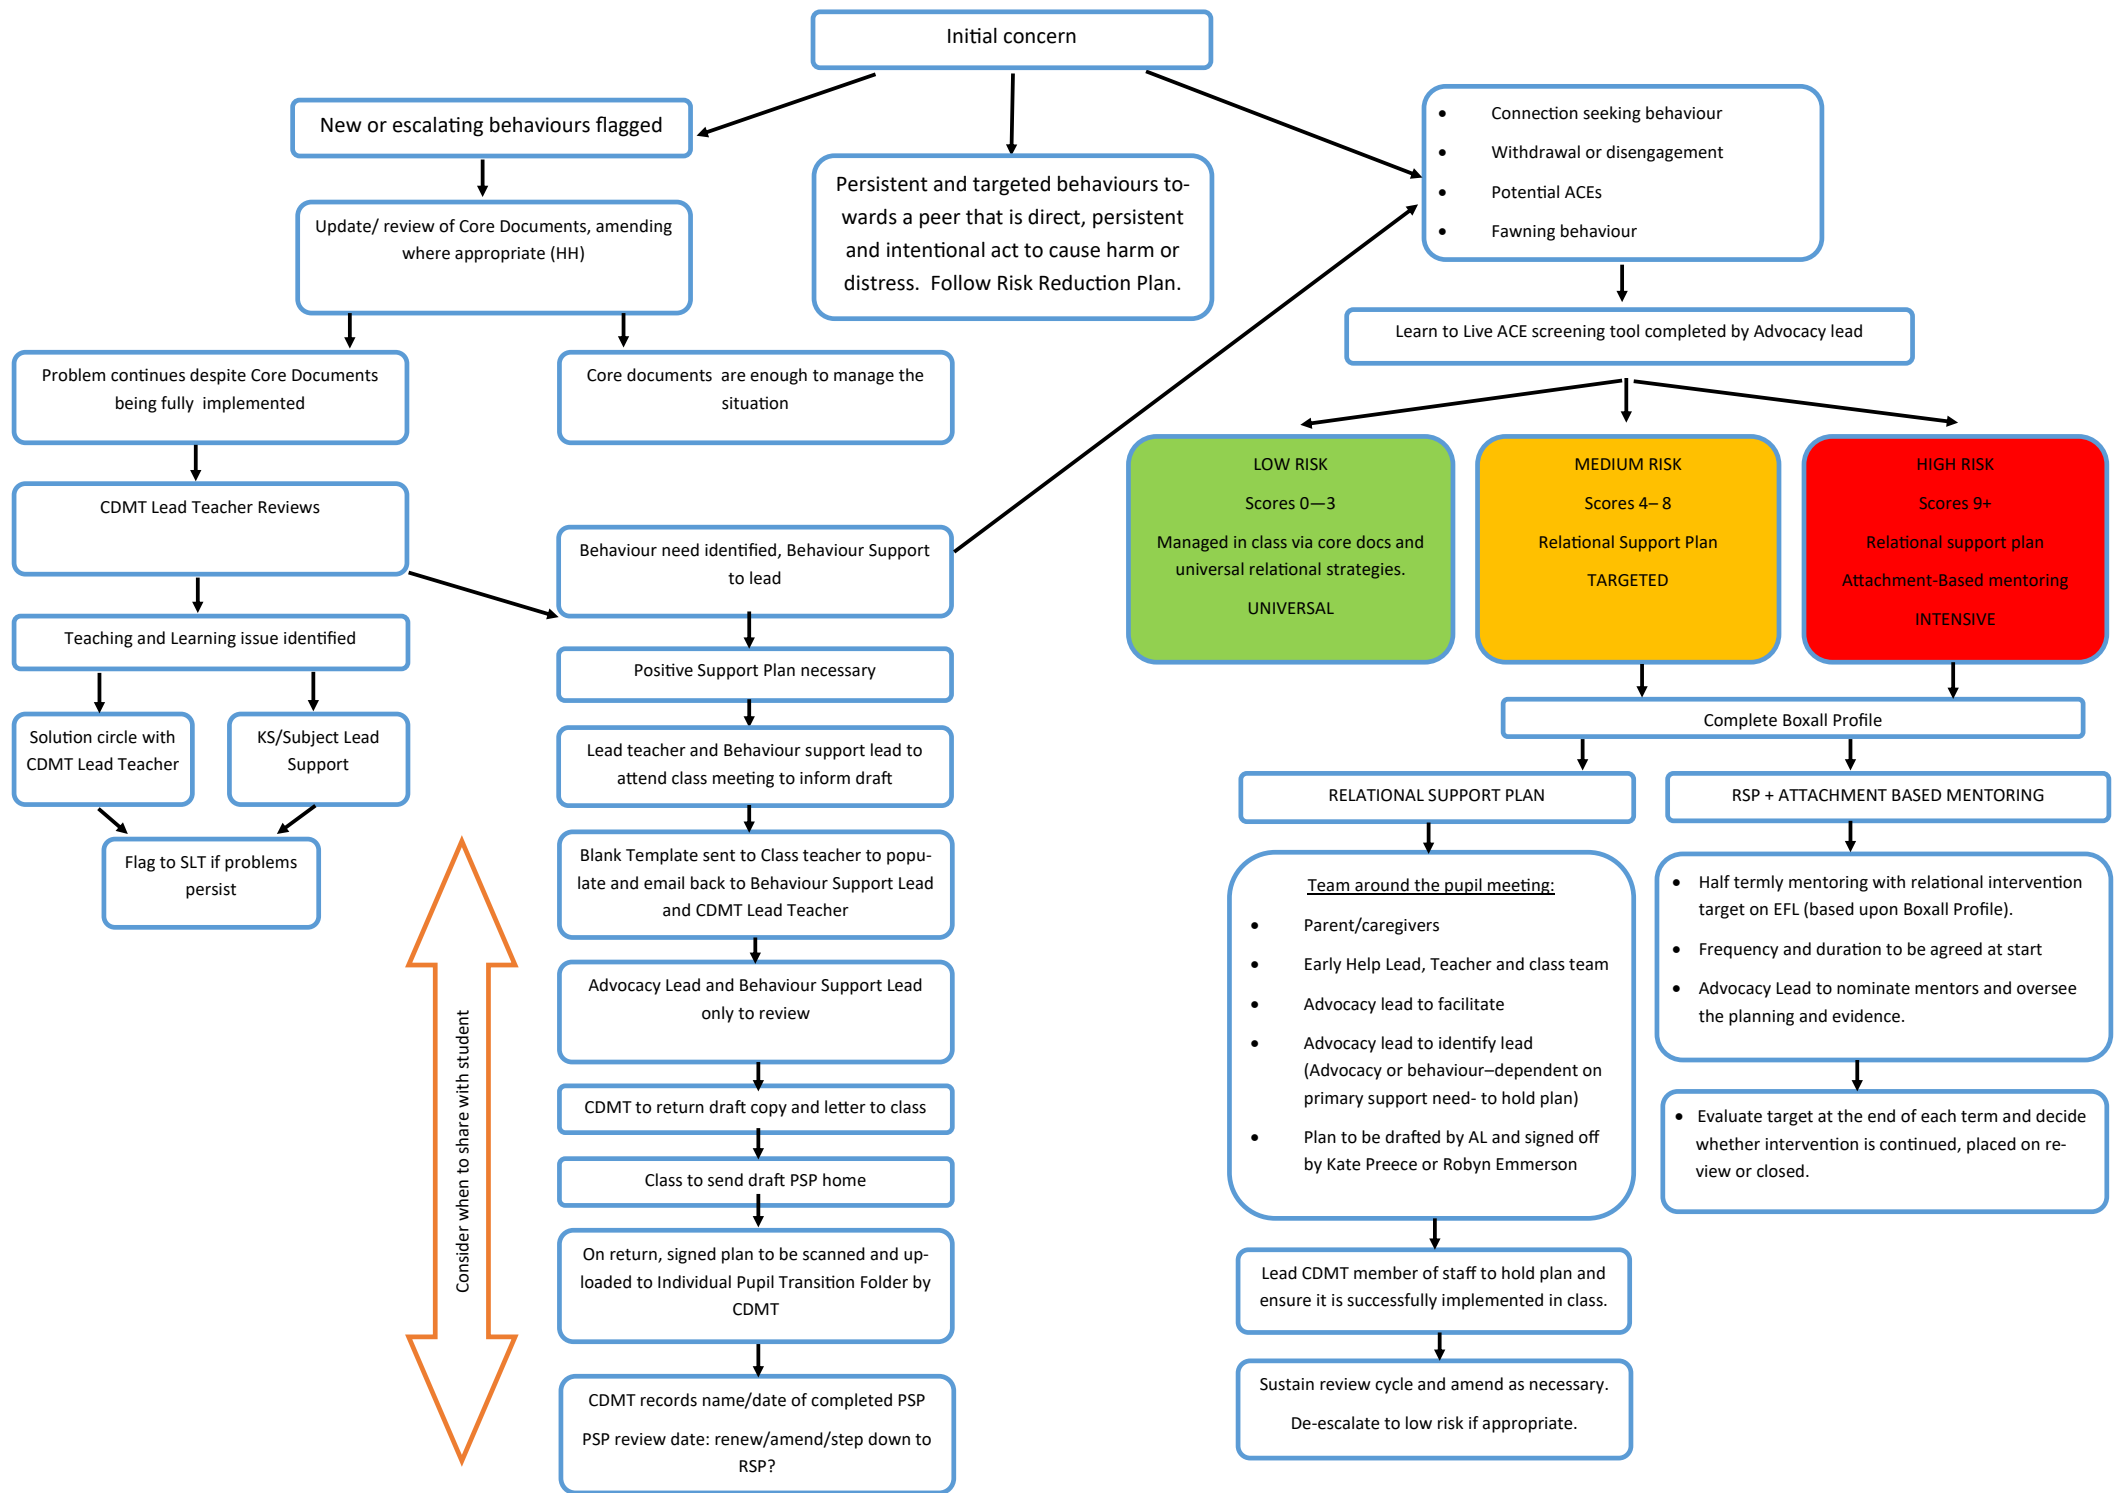 Initial concern
New or escalating behaviours flagged
Update/ review of Core Documents, amending
where appropriate (HH)
Problem continues despite Core Documents
being fully  implemented
Core documents  are enough to manage the
situation
CDMT Lead Teacher Reviews
Teaching and Learning issue identified
Solution circle with
CDMT Lead Teacher
KS/Subject Lead
Support
Flag to SLT if problems
persist
Persistent and targeted behaviours to-
wards a peer that is direct, persistent
and intentional act to cause harm or
distress.  Follow Risk Reduction Plan.
Behaviour need identified, Behaviour Support
to lead
Positive Support Plan necessary
Lead teacher and Behaviour support lead to
attend class meeting to inform draft
Blank Template sent to Class teacher to popu-
late and email back to Behaviour Support Lead
and CDMT Lead Teacher
Advocacy Lead and Behaviour Support Lead
only to review
CDMT to return draft copy and letter to class
Class to send draft PSP home
On return, signed plan to be scanned and up-
loaded to Individual Pupil Transition Folder by
CDMT
CDMT records name/date of completed PSP
PSP review date: renew/amend/step down to
RSP?
Consider when to share with student
• Connection seeking behaviour
• Withdrawal or disengagement
• Potential ACEs
• Fawning behaviour
Learn to Live ACE screening tool completed by Advocacy lead
LOW RISK
Scores 0—3
Managed in class via core docs and
universal relational strategies.
UNIVERSAL
MEDIUM RISK
Scores 4– 8
Relational Support Plan
TARGETED
HIGH RISK
Scores 9+
Relational support plan
Attachment-Based mentoring
INTENSIVE
Complete Boxall Profile
RELATIONAL SUPPORT PLAN
Team around the pupil meeting:
• Parent/caregivers
• Early Help Lead, Teacher and class team
• Advocacy lead to facilitate
• Advocacy lead to identify lead
(Advocacy or behaviour–dependent on
primary support need- to hold plan)
• Plan to be drafted by AL and signed off
by Kate Preece or Robyn Emmerson
Lead CDMT member of staff to hold plan and
ensure it is successfully implemented in class.
Sustain review cycle and amend as necessary.
De-escalate to low risk if appropriate.
RSP + ATTACHMENT BASED MENTORING
• Half termly mentoring with relational intervention
target on EFL (based upon Boxall Profile).
• Frequency and duration to be agreed at start
• Advocacy Lead to nominate mentors and oversee
the planning and evidence.
• Evaluate target at the end of each term and decide
whether intervention is continued, placed on re-
view or closed.